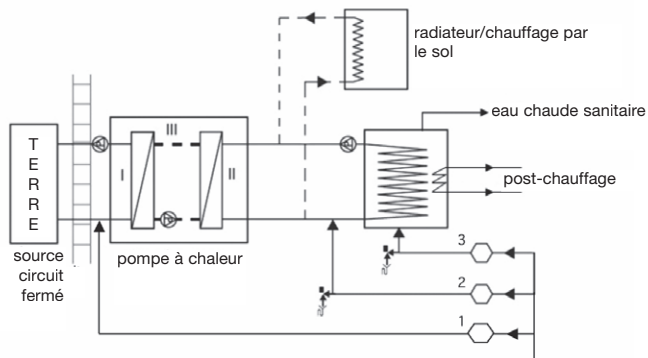 radiateur/chauffage par
le sol
eau chaude sanitaire
T
E
R
R
E
III
I
II
post-chauffage
source
circuit
fermé
pompe à chaleur
3
2
1